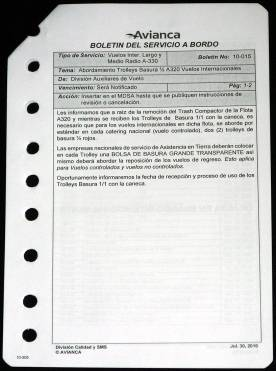 Avianca
BOLETIN DEL SERVICIO A BORDO
Tipo de Servicio: Vuelos Inter. Largo y Medio Radio A-330
Boletín No: 10-015
Tema: Abordamiento Trolleys Basura ½ A320 Vuelos Internacionales
De: División Auxiliares de Vuelo
Vencimiento: Será Notificado
Pág: 1-2
Acción: Insertar en el MDSA hasta que se publiquen instrucciones de
revisión o cancelación.
Les informamos que a raíz de la remoción del Trash Compactor de la Flota
A320 y mientras se reciben los Trolleys de Basura 1/1 con la caneca, es
necesario que para los vuelos internacionales en dicha flota, se aborde por
estándar en cada catering nacional (vuelo controlado), dos (2) trolleys de
basura ½ rojos.
Las empresas nacionales de servicio de Asistencia en Tierra deberán colocar
en cada Trolley una BOLSA DE BASURA GRANDE TRANSPARENTE así
mismo deberá abordar la reposición de los vuelos de regreso. Esto aplica
para Vuelos controlados y vuelos no controlados.
Oportunamente informaremos la fecha de recepción y proceso de uso de los
Trolleys Basura 1/1 con la caneca.
División Calidad y SMS
© AVIANCA
Jul. 30, 2010